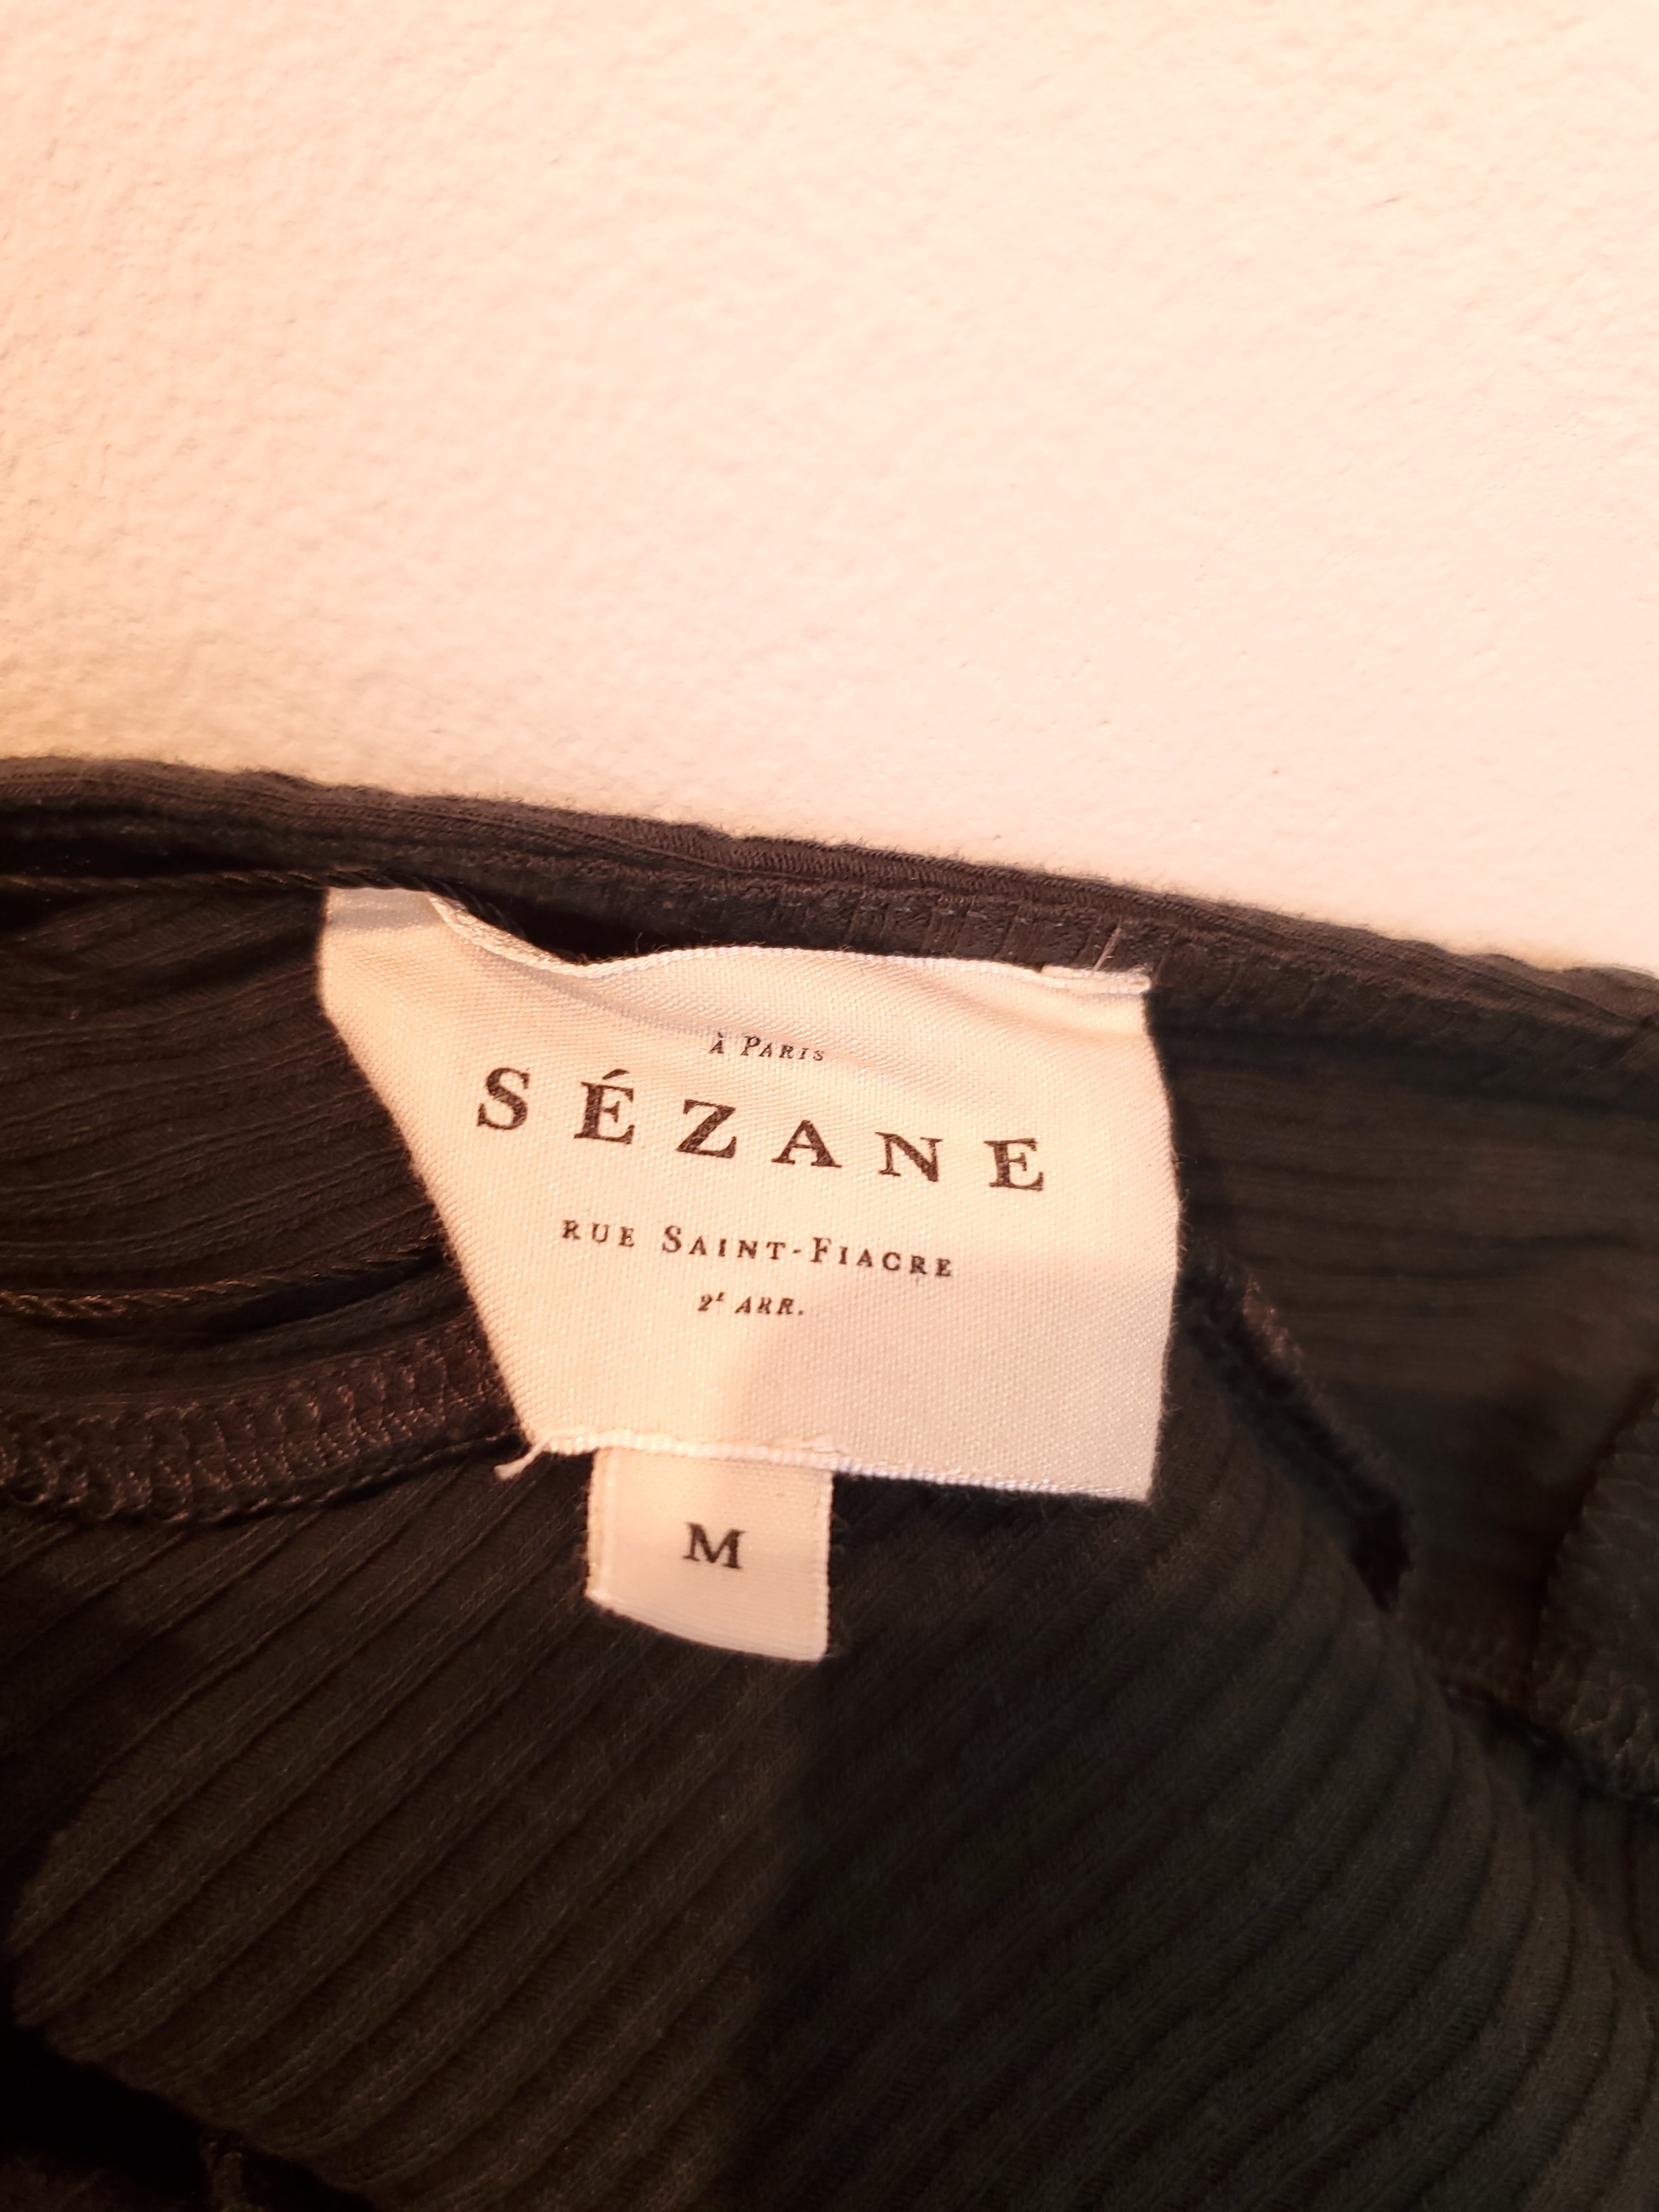 À PARIS
SÉZANE
RUE SAINT-FIACRE
2E ARR.
M